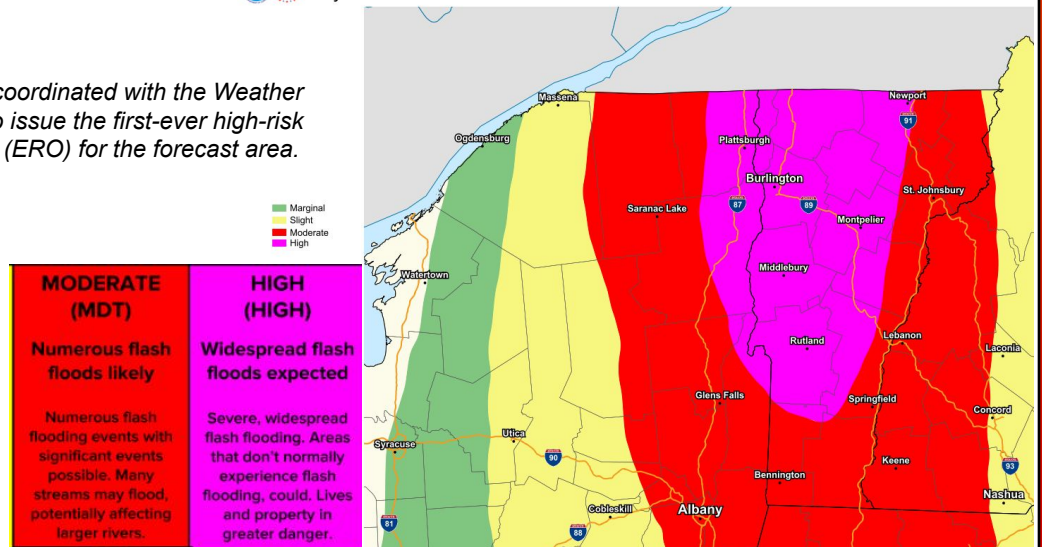 coordinated with the Weather
o issue the first-ever high-risk
(ERO) for the forecast area.
Marginal
Slight
Moderate
High
MODERATE
(MDT)
Numerous flash
floods likely
Numerous flash
flooding events with
significant events
possible. Many
streams may flood,
potentially affecting
larger rivers.
HIGH
(HIGH)
Widespread flash
floods expected
Severe, widespread
flash flooding. Areas
that don't normally
experience flash
flooding, could. Lives
and property in
greater danger.
Massena
Newport
91
Ogdensburg
Plattsburgh
Burlington
St. Johnsbury
Saranac Lake
87
89
Montpelier
Watertown
Middlebury
Rutland
Lebanon
Laconia
Glens Falls
Springfield
Concord
Utica
Syracuse
90
Keene
93
Bennington
Nashua
81
Cobleskill
Albany
88